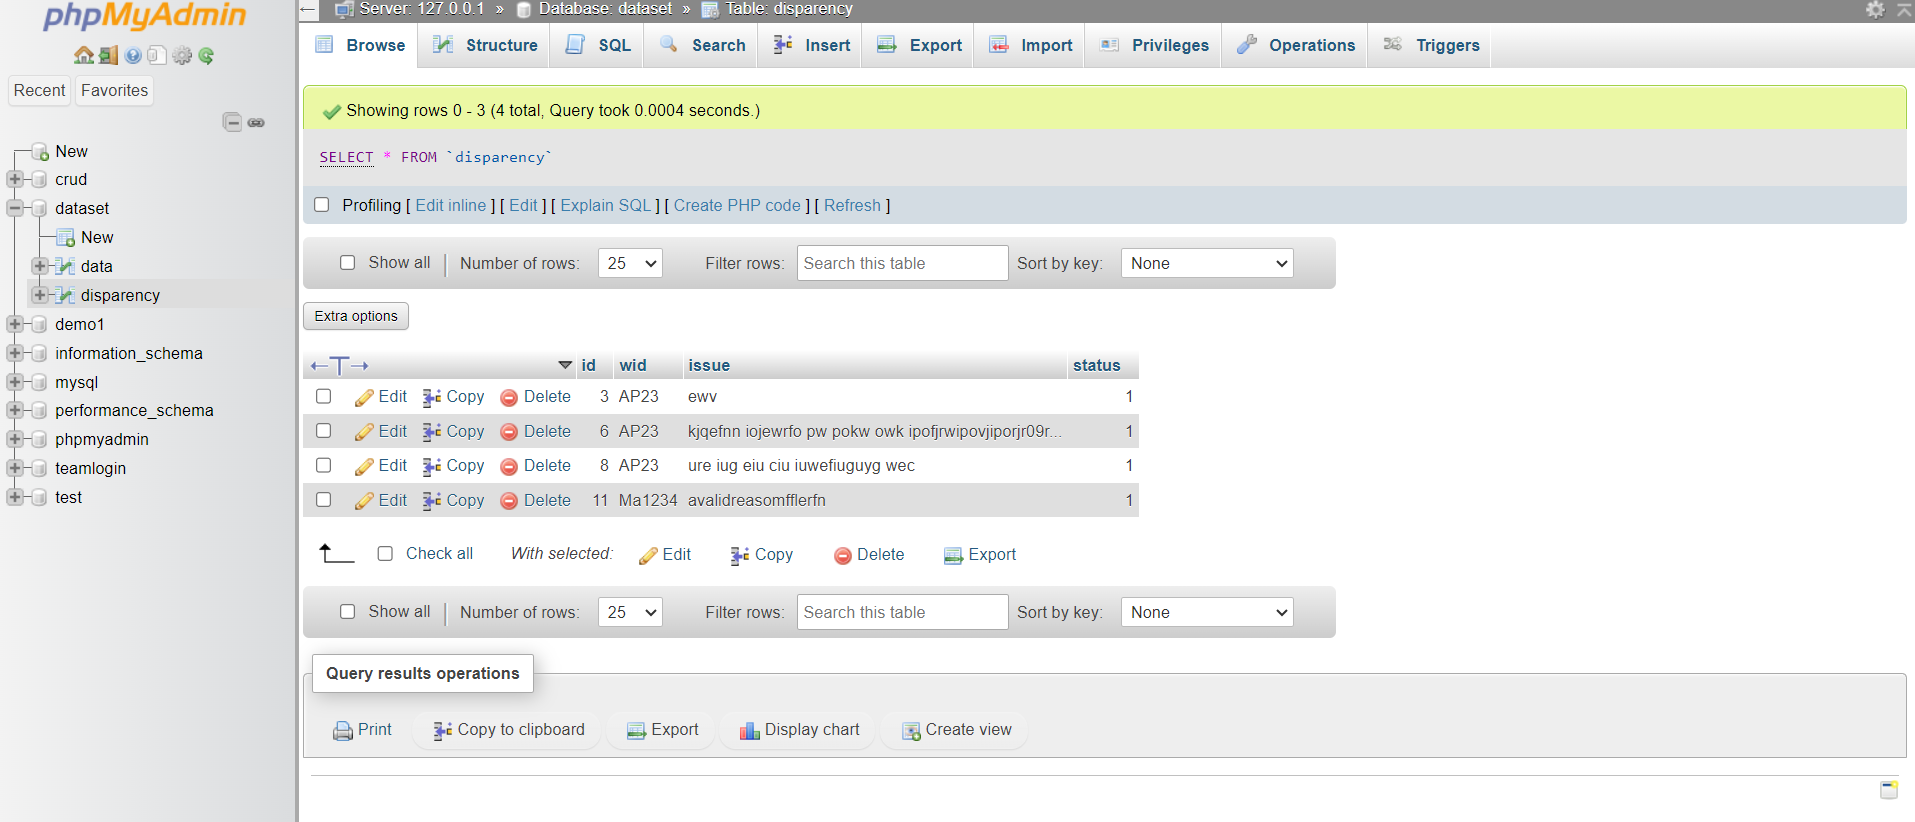 phpMyAdmin
Recent
Favorites
New
crud
dataset
New
data
disparency
demo1
information_schema
mysql
performance_schema
phpmyadmin
teamlogin
test
Server: 127.0.0.1 » Database: dataset » Table: disparency
Browse Structure SQL Search Insert Export Import Privileges Operations Triggers
Showing rows 0 - 3 (4 total, Query took 0.0004 seconds.)
SELECT * FROM `disparency`
Profiling [ Edit inline ] [ Edit ] [ Explain SQL ] [ Create PHP code ] [ Refresh ]
Show all Number of rows: 25 Filter rows: Search this table Sort by key: None
Extra options
id wid issue status
Edit Copy Delete 3 AP23 ewv 1
Edit Copy Delete 6 AP23 kjqefnn iojewrfo pw pokw owk ipofjrwipovjiporjr09r... 1
Edit Copy Delete 8 AP23 ure iug eiu ciu iuwefiuguyg wec 1
Edit Copy Delete 11 Ma1234 avalidreasomfflerfn 1
Check all With selected: Edit Copy Delete Export
Show all Number of rows: 25 Filter rows: Search this table Sort by key: None
Query results operations
Print Copy to clipboard Export Display chart Create view